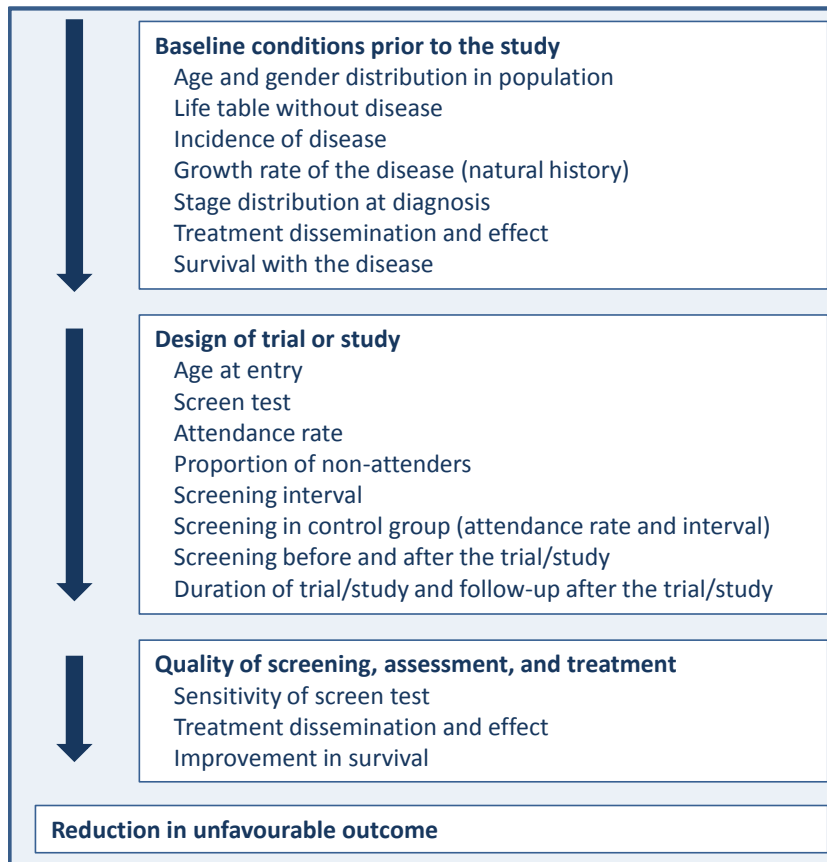 Baseline conditions prior to the study
Age and gender distribution in population
Life table without disease
Incidence of disease
Growth rate of the disease (natural history)
Stage distribution at diagnosis
Treatment dissemination and effect
Survival with the disease
Design of trial or study
Age at entry
Screen test
Attendance rate
Proportion of non-attenders
Screening interval
Screening in control group (attendance rate and interval)
Screening before and after the trial/study
Duration of trial/study and follow-up after the trial/study
Quality of screening, assessment, and treatment
Sensitivity of screen test
Treatment dissemination and effect
Improvement in survival
Reduction in unfavourable outcome